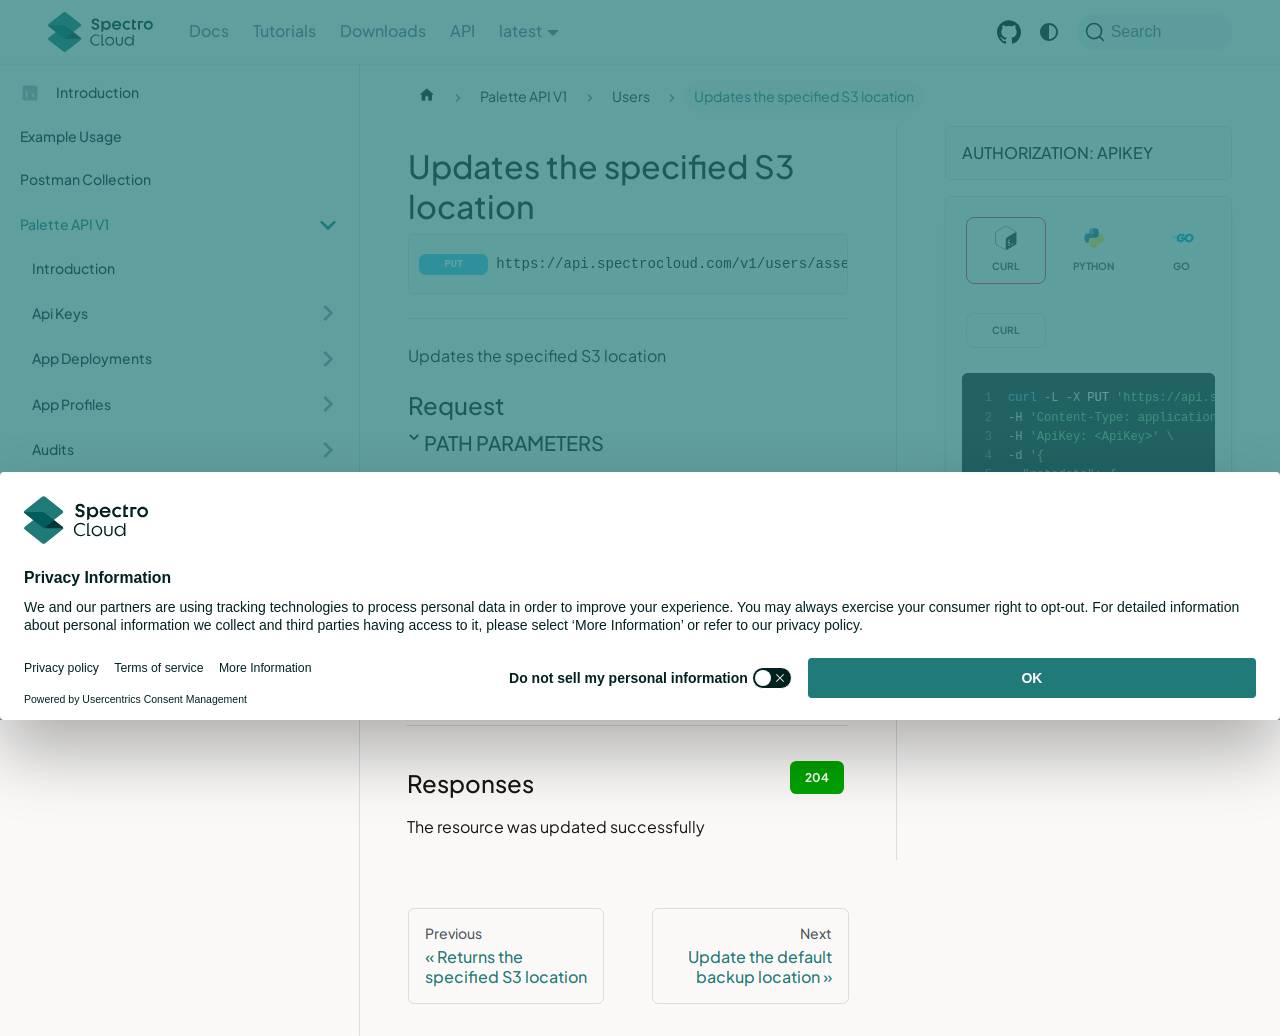 Spectro Cloud
Docs
Tutorials
Downloads
API
latest
Search
Introduction
Example Usage
Postman Collection
Palette API V1
Introduction
Api Keys
App Deployments
App Profiles
Audits
Palette API V1
Users
Updates the specified S3 location
Updates the specified S3
location
PUT https://api.spectrocloud.com/v1/users/asse
Updates the specified S3 location
Request
PATH PARAMETERS
AUTHORIZATION: APIKEY
CURL
PYTHON
GO
CURL
1 curl -L -X PUT 'https://api.s
2 -H 'Content-Type: application
3 -H 'ApiKey: <ApiKey>' \
4 -d '{
Spectro
Cloud
Privacy Information
We and our partners are using tracking technologies to process personal data in order to improve your experience. You may always exercise your consumer right to opt-out. For detailed information
about personal information we collect and third parties having access to it, please select ‘More Information’ or refer to our privacy policy.
Privacy policy
Terms of service
More Information
Do not sell my personal information
OK
Powered by Usercentrics Consent Management
Responses
204
The resource was updated successfully
Previous
« Returns the
specified S3 location
Next
Update the default
backup location »